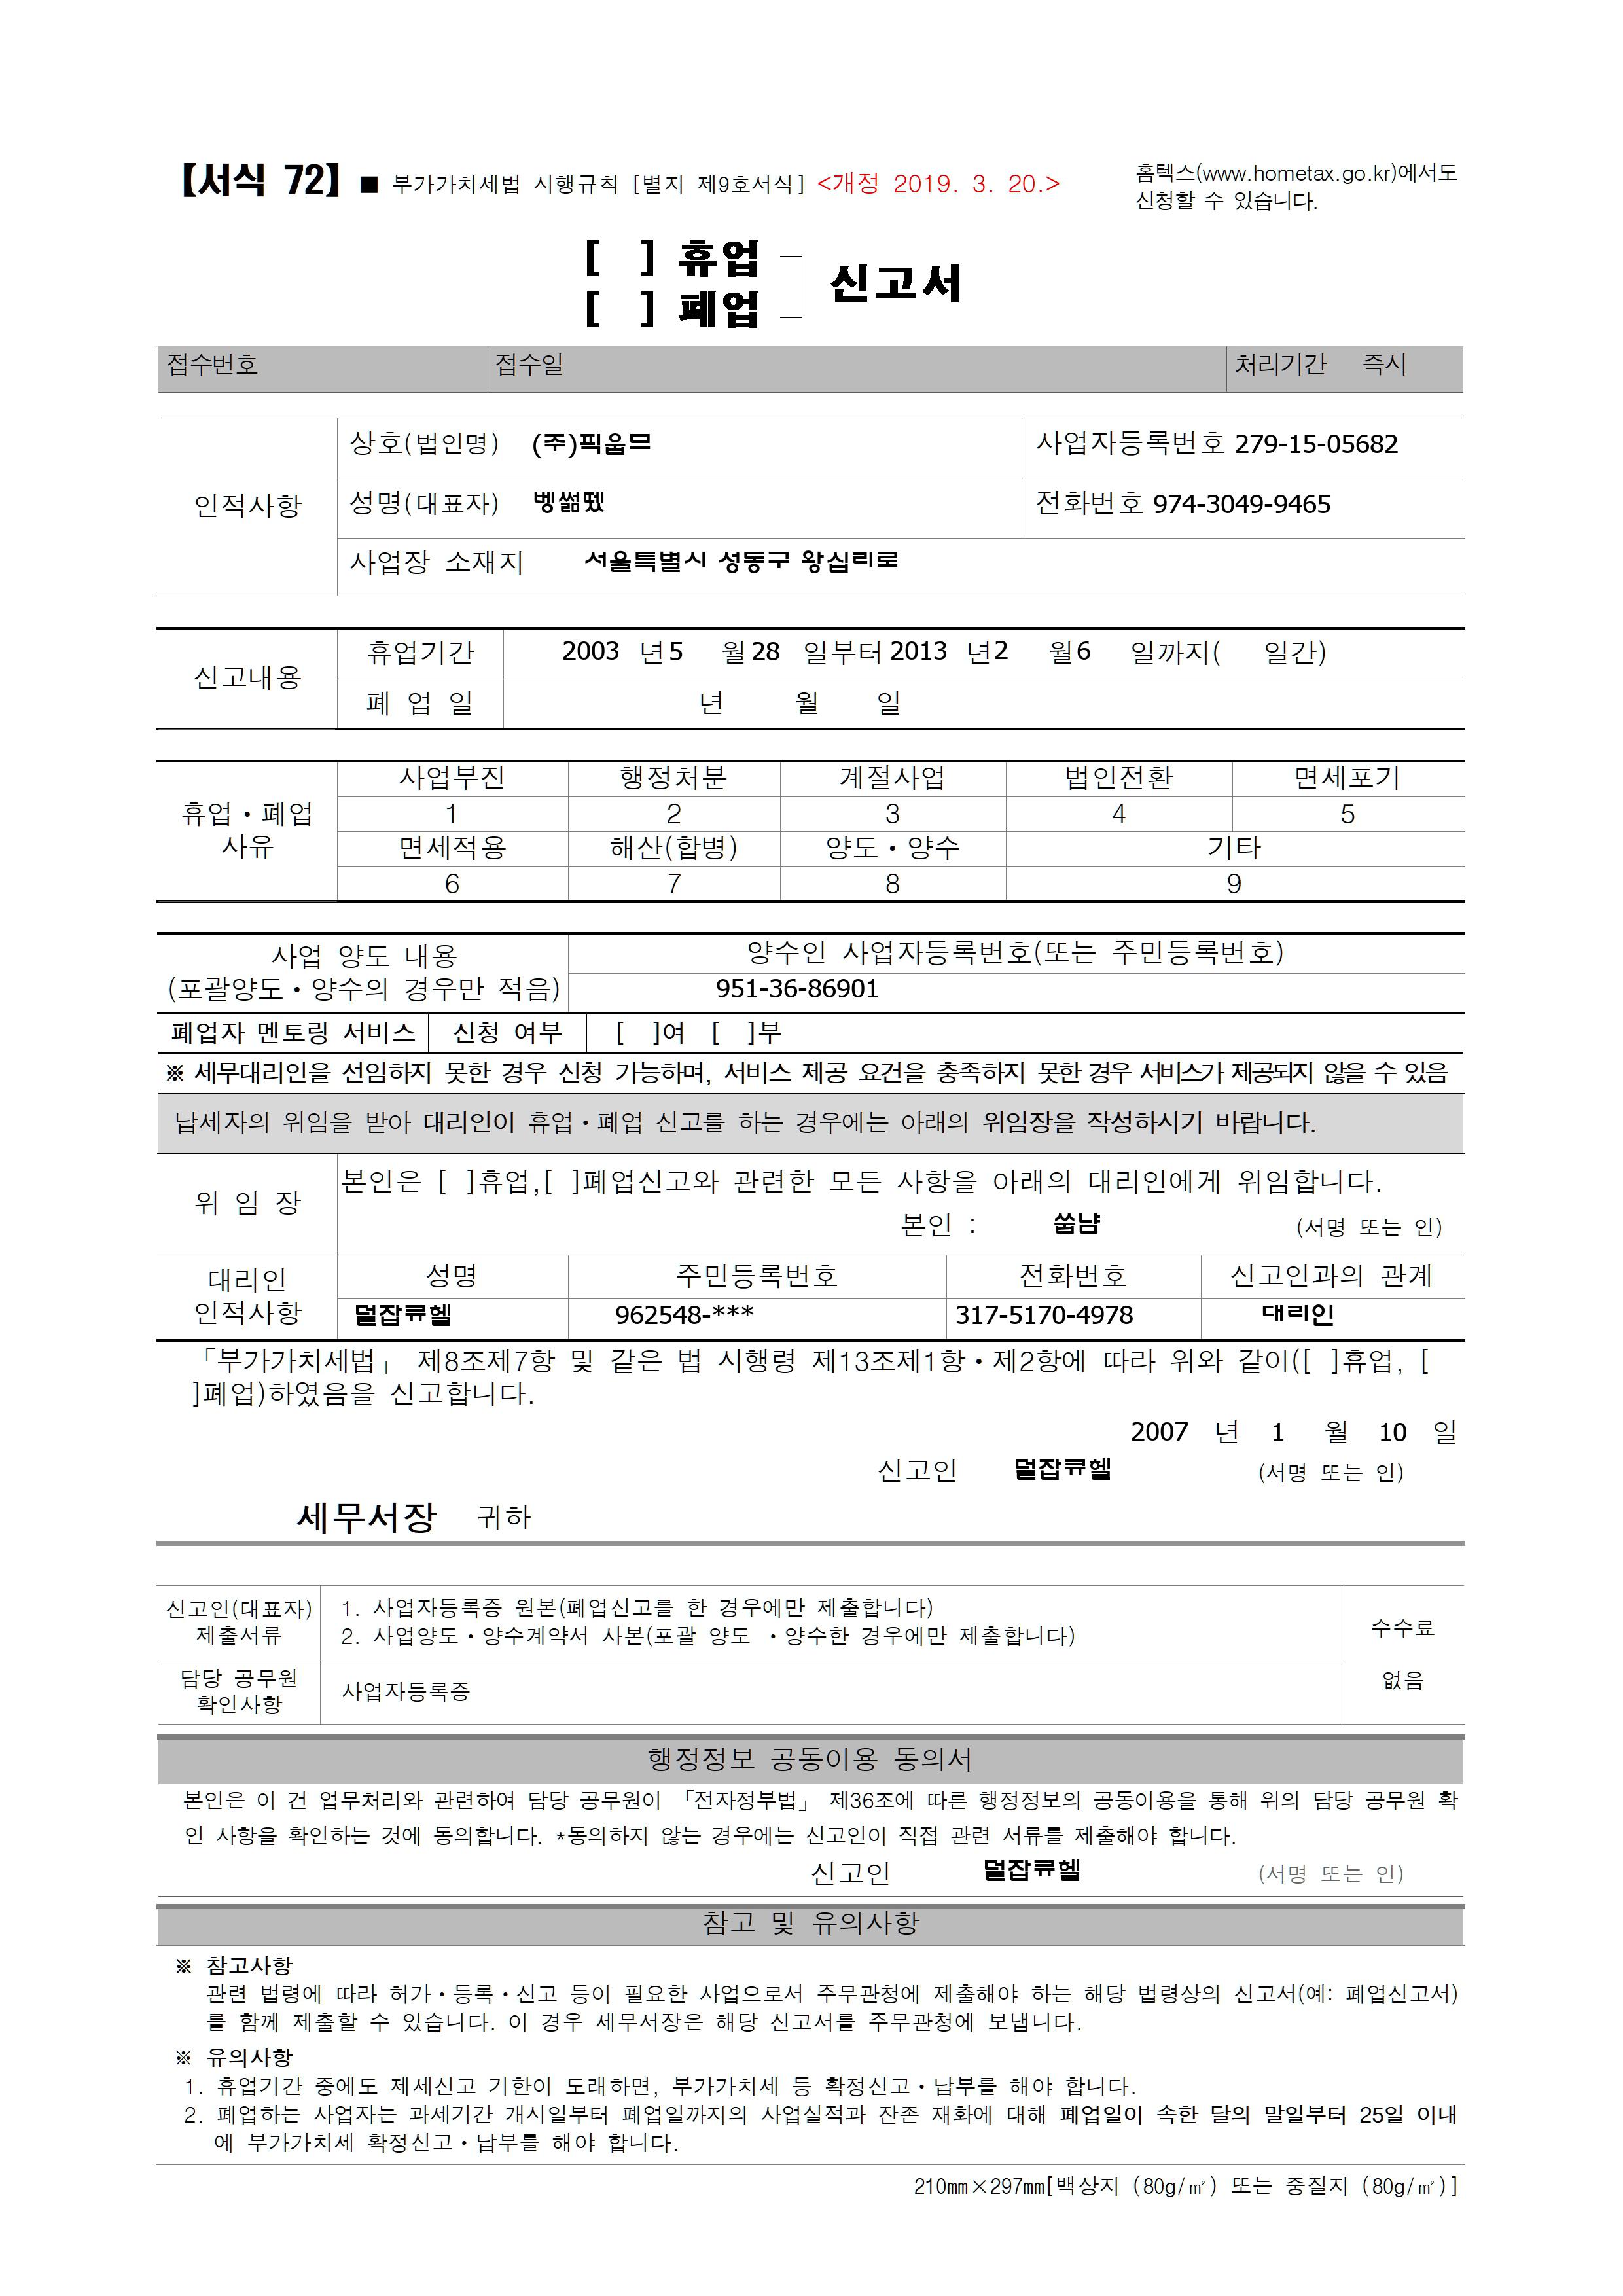 【서식 72】 ■ 부가가치세법 시행규칙 [별지 제9호서식] <개정 2019. 3. 20.>
홈텍스(www.hometax.go.kr)에서도
신청할 수 있습니다.
[ ] 휴업
[ ] 폐업
신고서
접수번호 접수일 처리기간 즉시
인적사항
상호(법인명) (주)픽웁므 사업자등록번호 279-15-05682
성명(대표자) 벵썲뗐 전화번호 974-3049-9465
사업장 소재지 서울특별시 성동구 왕십리로
신고내용
휴업기간 2003 년5 월28 일부터 2013 년2 월6 일까지( 일간)
폐 업 일 년 월 일
휴업·폐업
사유
사업부진 행정처분 계절사업 법인전환 면세포기
1 2 3 4 5
면세적용 해산(합병) 양도·양수 기타
6 7 8 9
사업 양도 내용
(포괄양도·양수의 경우만 적음)
양수인 사업자등록번호(또는 주민등록번호)
951-36-86901
폐업자 멘토링 서비스 신청 여부 [ ]여 [ ]부
※ 세무대리인을 선임하지 못한 경우 신청 가능하며, 서비스 제공 요건을 충족하지 못한 경우 서비스가 제공되지 않을 수 있음
납세자의 위임을 받아 대리인이 휴업·폐업 신고를 하는 경우에는 아래의 위임장을 작성하시기 바랍니다.
위 임 장
본인은 [ ]휴업,[ ]폐업신고와 관련한 모든 사항을 아래의 대리인에게 위임합니다.
본인 : 쑵냠 (서명 또는 인)
대리인
인적사항
성명 주민등록번호 전화번호 신고인과의 관계
덜잡큐헬 962548-*** 317-5170-4978 대리인
「부가가치세법」 제8조제7항 및 같은 법 시행령 제13조제1항·제2항에 따라 위와 같이([ ]휴업, [
]폐업)하였음을 신고합니다.
2007 년 1 월 10 일
신고인 덜잡큐헬 (서명 또는 인)
세무서장 귀하
신고인(대표자)
제출서류
1. 사업자등록증 원본(폐업신고를 한 경우에만 제출합니다)
2. 사업양도·양수계약서 사본(포괄 양도 ·양수한 경우에만 제출합니다)
수수료
없음
담당 공무원
확인사항
사업자등록증
행정정보 공동이용 동의서
본인은 이 건 업무처리와 관련하여 담당 공무원이 「전자정부법」 제36조에 따른 행정정보의 공동이용을 통해 위의 담당 공무원 확
인 사항을 확인하는 것에 동의합니다. *동의하지 않는 경우에는 신고인이 직접 관련 서류를 제출해야 합니다.
신고인 덜잡큐헬 (서명 또는 인)
참고 및 유의사항
※ 참고사항
관련 법령에 따라 허가·등록·신고 등이 필요한 사업으로서 주무관청에 제출해야 하는 해당 법령상의 신고서(예: 폐업신고서)
를 함께 제출할 수 있습니다. 이 경우 세무서장은 해당 신고서를 주무관청에 보냅니다.
※ 유의사항
1. 휴업기간 중에도 제세신고 기한이 도래하면, 부가가치세 등 확정신고·납부를 해야 합니다.
2. 폐업하는 사업자는 과세기간 개시일부터 폐업일까지의 사업실적과 잔존 재화에 대해 폐업일이 속한 달의 말일부터 25일 이내
에 부가가치세 확정신고·납부를 해야 합니다.
210mm×297mm[백상지 (80g/㎡) 또는 중질지 (80g/㎡)]